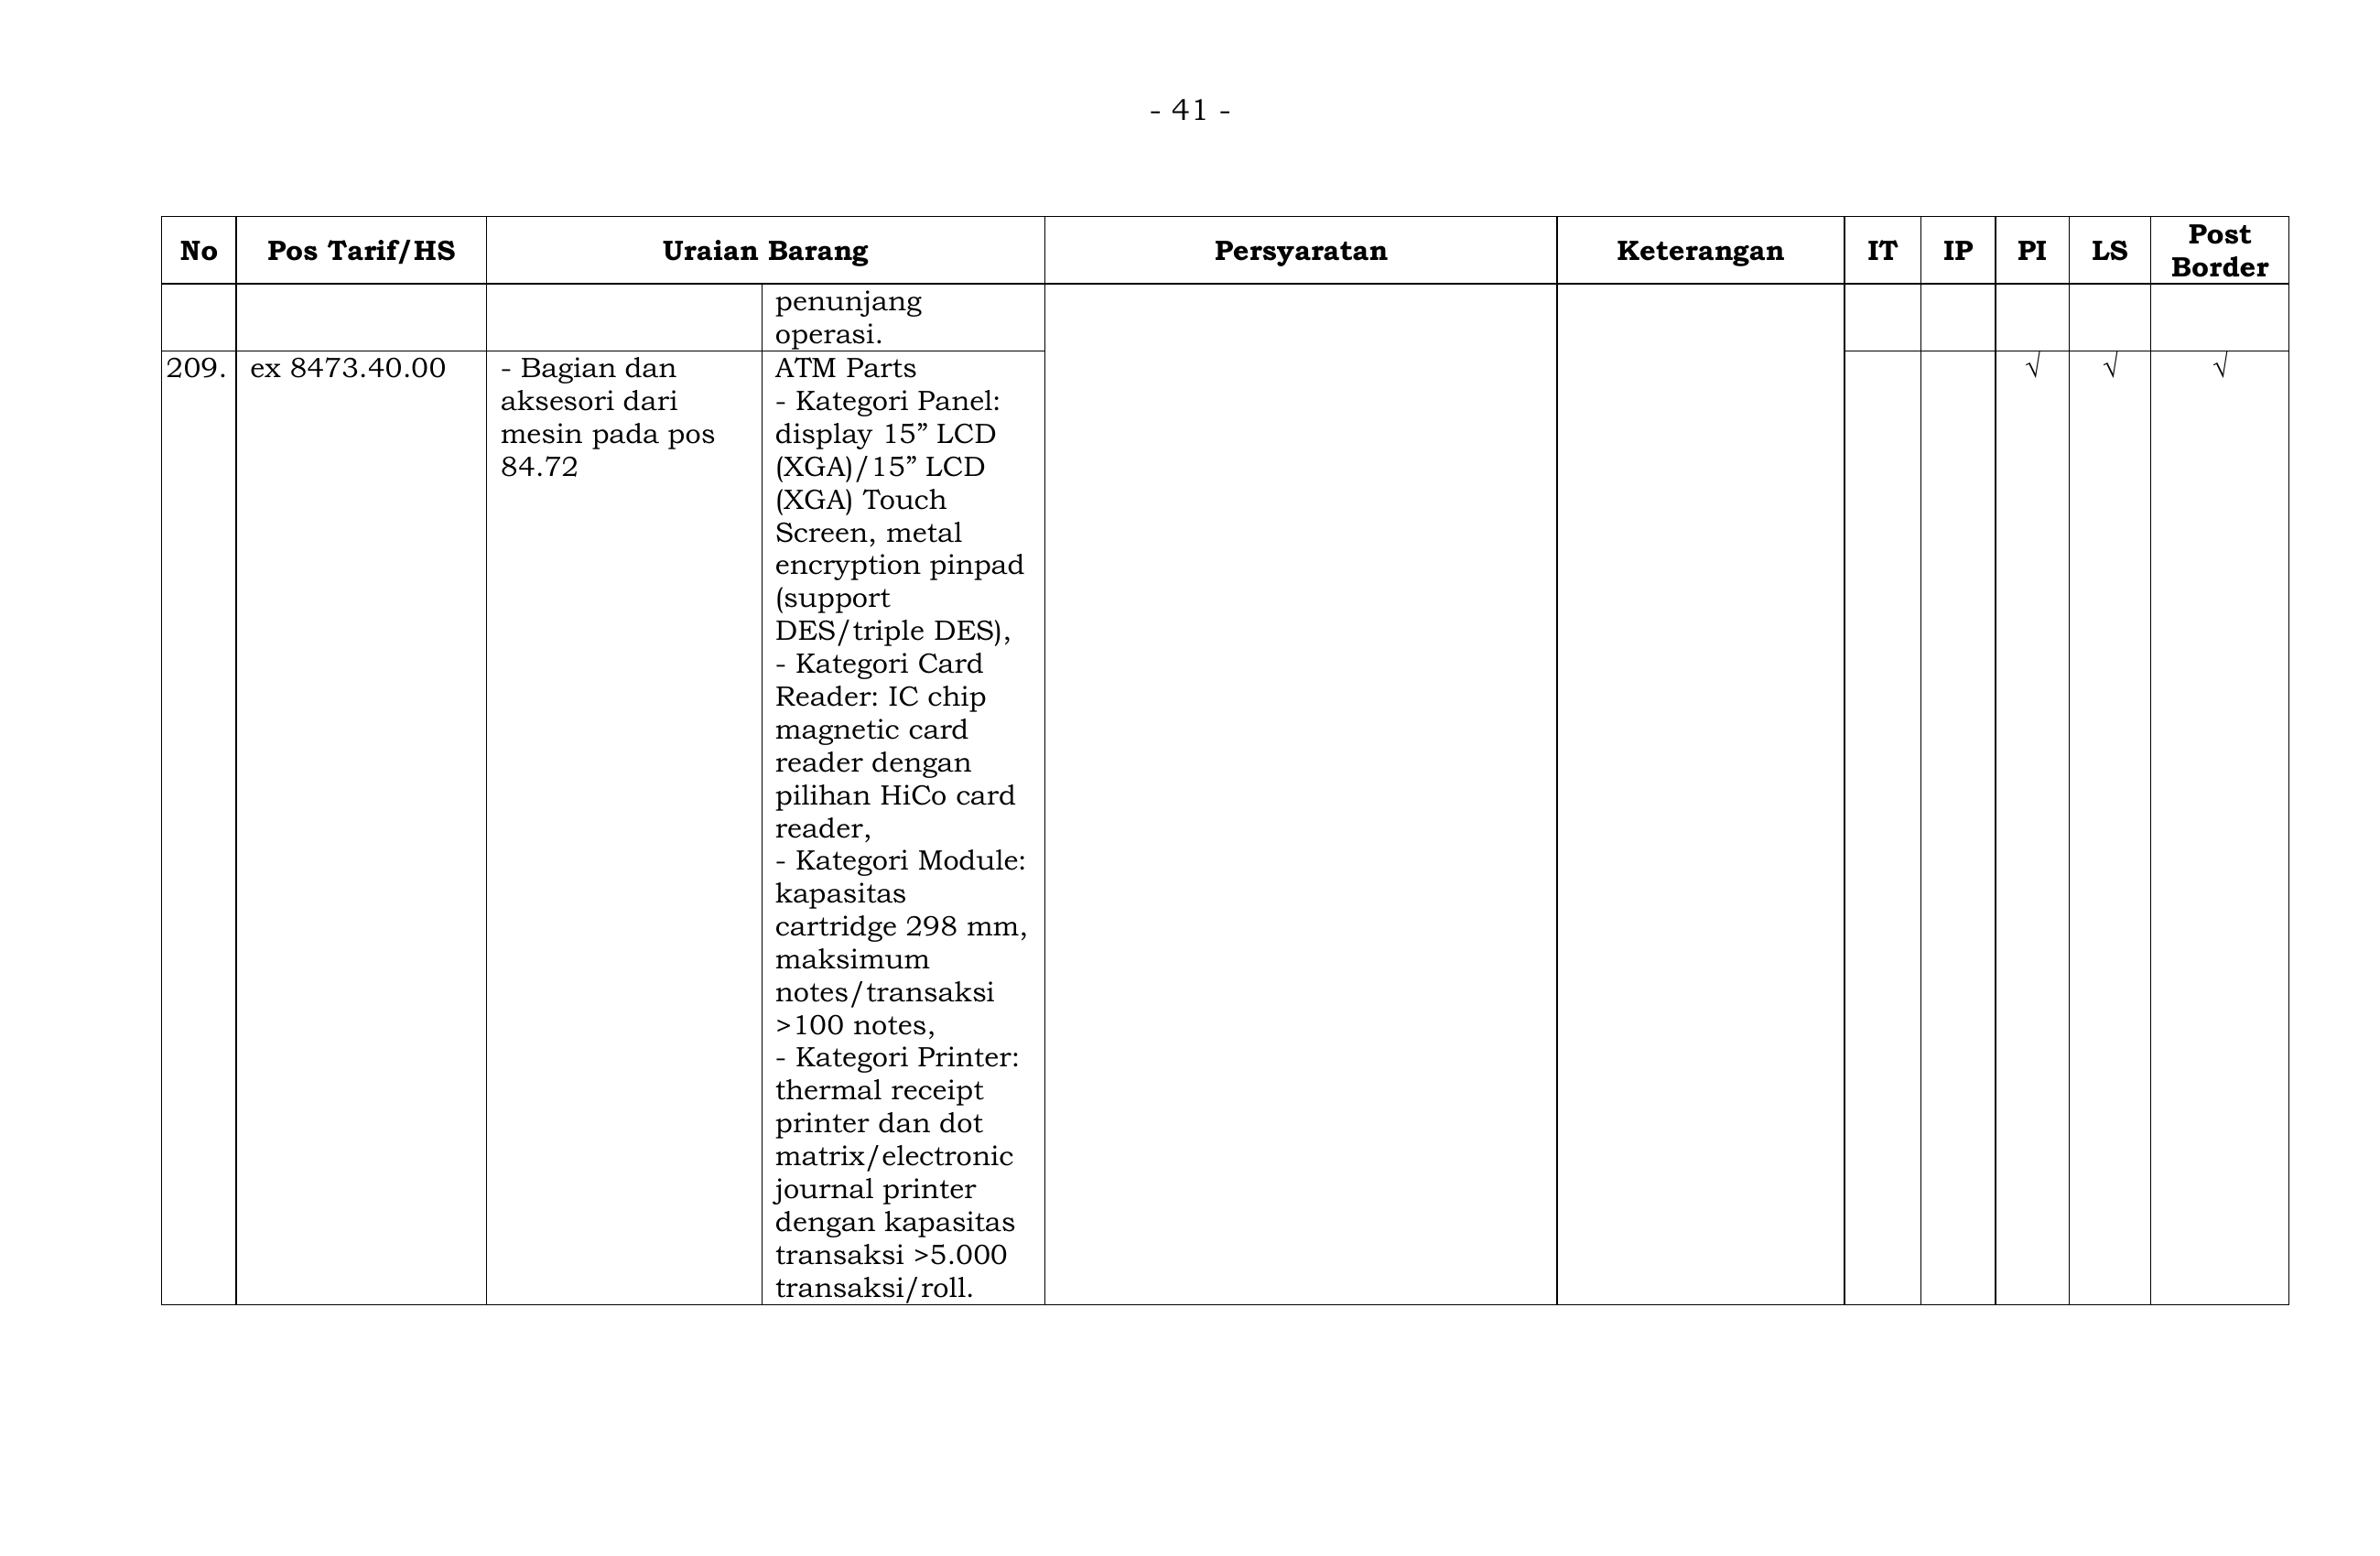 - 41 -
No Pos Tarif/HS Uraian Barang Persyaratan Keterangan IT IP PI LS Post Border
penunjang
operasi.
209. ex 8473.40.00 - Bagian dan
aksesori dari
mesin pada pos
84.72
ATM Parts
- Kategori Panel:
display 15” LCD
(XGA)/15” LCD
(XGA) Touch
Screen, metal
encryption pinpad
(support
DES/triple DES),
- Kategori Card
Reader: IC chip
magnetic card
reader dengan
pilihan HiCo card
reader,
- Kategori Module:
kapasitas
cartridge 298 mm,
maksimum
notes/transaksi
>100 notes,
- Kategori Printer:
thermal receipt
printer dan dot
matrix/electronic
journal printer
dengan kapasitas
transaksi >5.000
transaksi/roll.
√ √ √